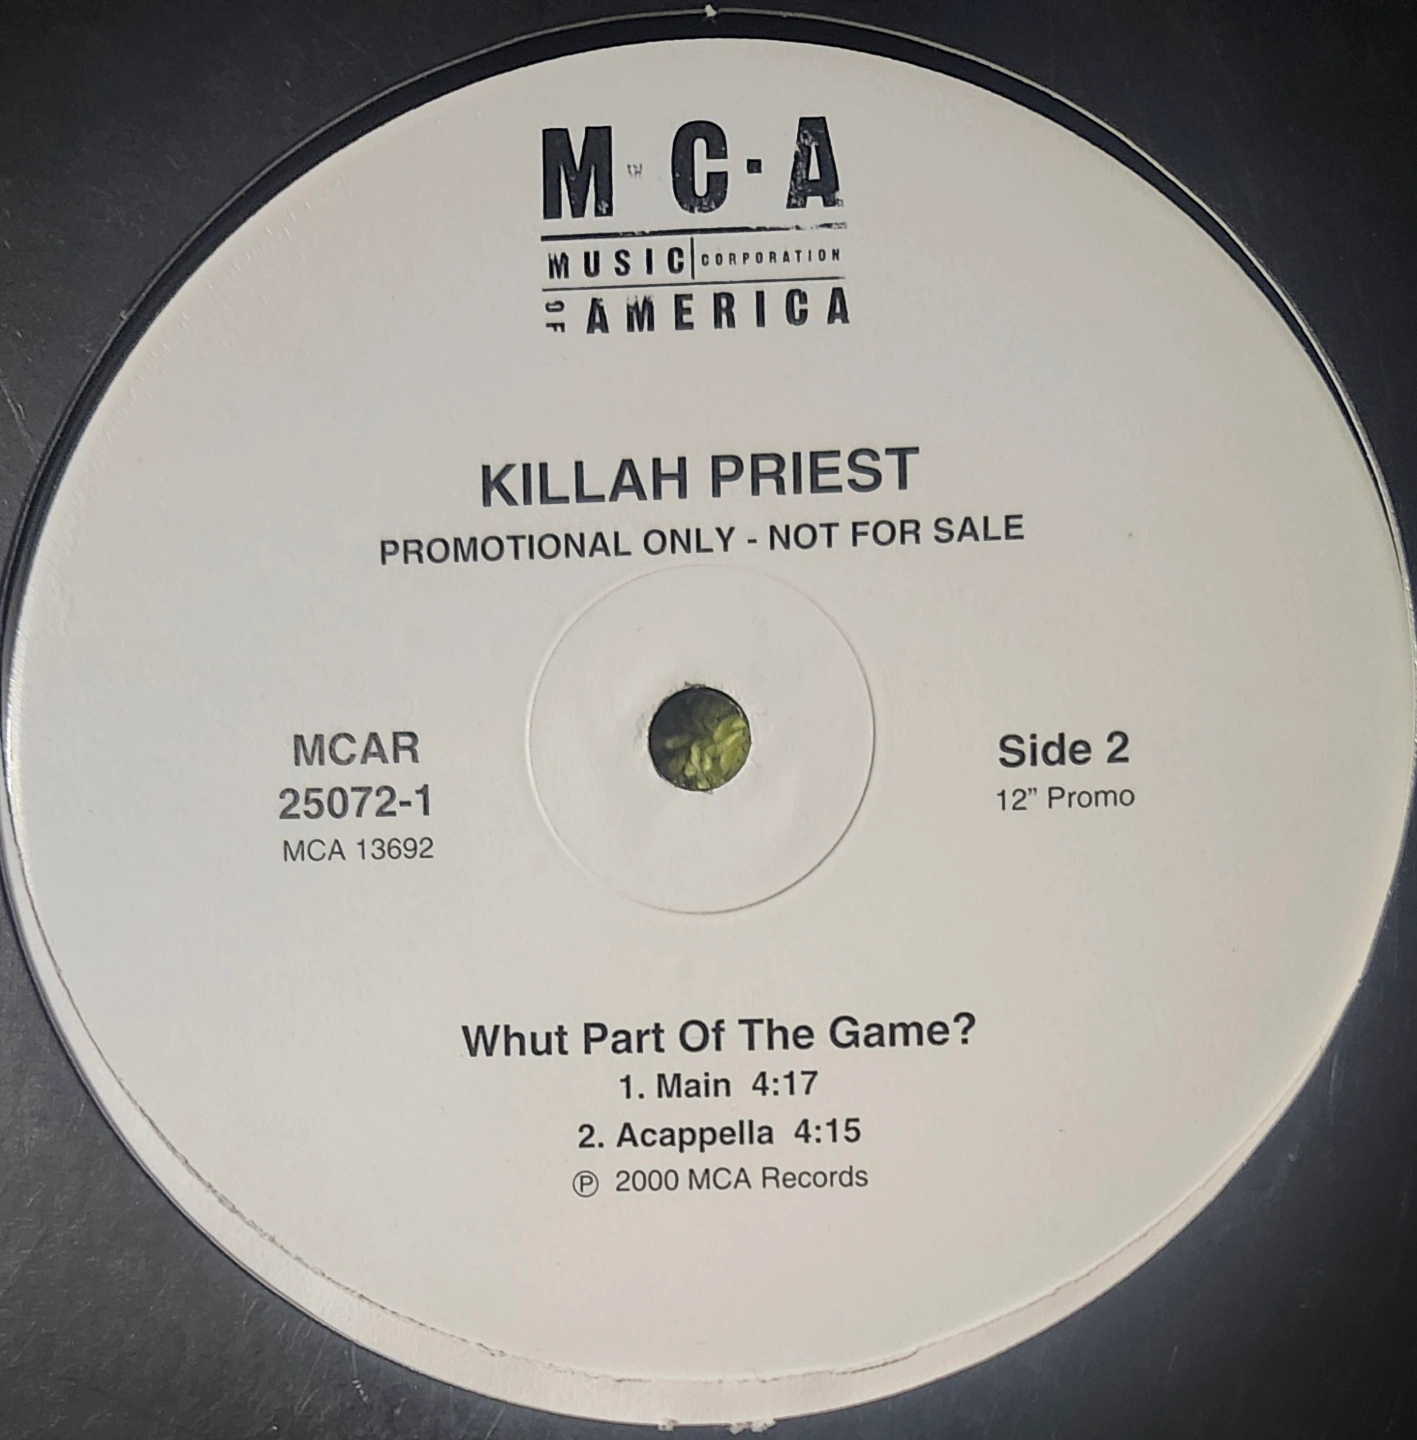 M·C·A
MUSIC CORPORATION
OF AMERICA
KILLAH PRIEST
PROMOTIONAL ONLY - NOT FOR SALE
MCAR
25072-1
MCA 13692
Side 2
12” Promo
Whut Part Of The Game?
1. Main 4:17
2. Acappella 4:15
℗ 2000 MCA Records